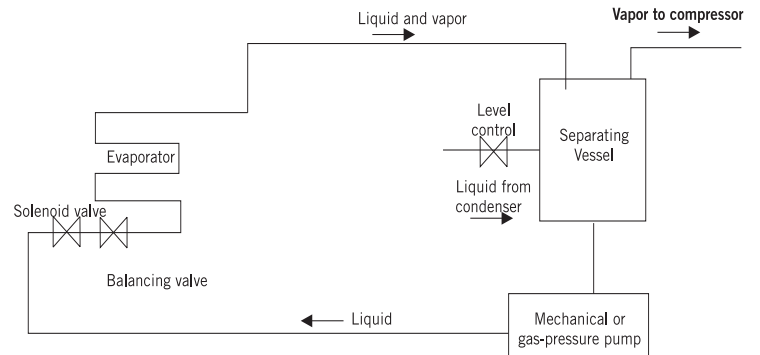 Liquid and vapor
Vapor to compressor
Level
control
Separating
Vessel
Evaporator
Liquid from
condenser
Solenoid valve
Balancing valve
Liquid
Mechanical or
gas-pressure pump